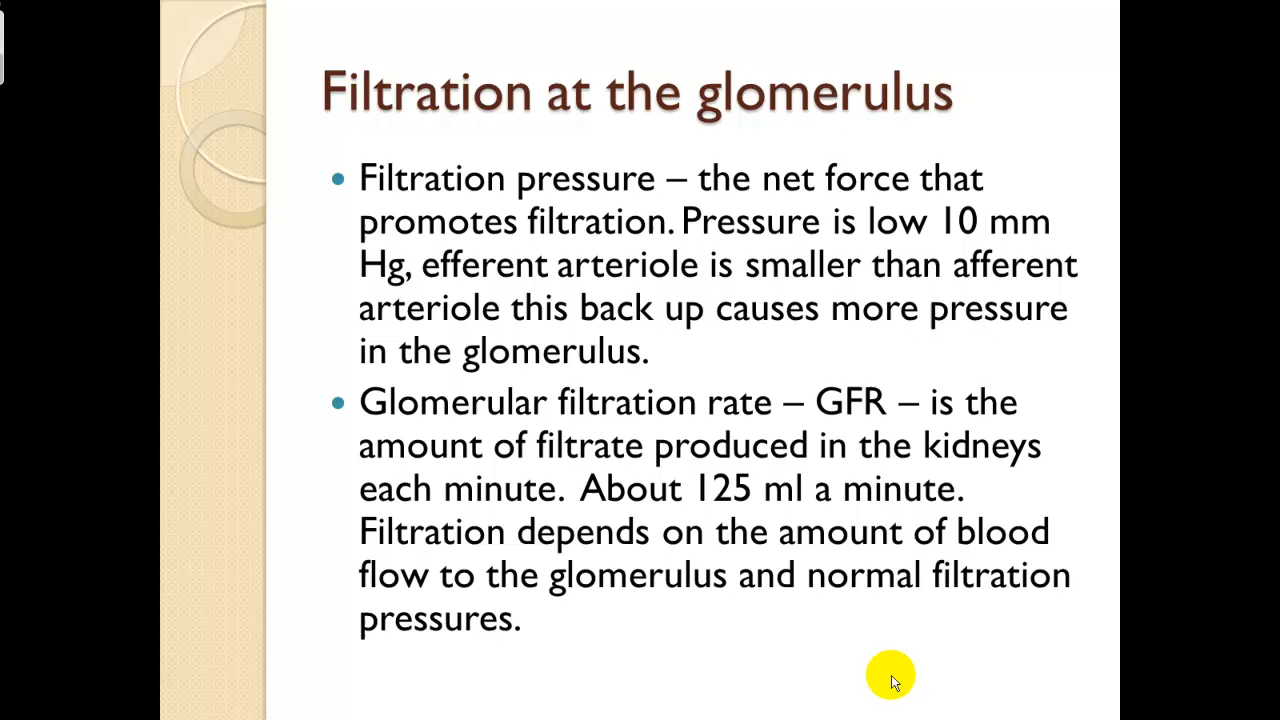 Filtration at the glomerulus
• Filtration pressure – the net force that
promotes filtration. Pressure is low 10 mm
Hg, efferent arteriole is smaller than afferent
arteriole this back up causes more pressure
in the glomerulus.
• Glomerular filtration rate – GFR – is the
amount of filtrate produced in the kidneys
each minute.  About 125 ml a minute.
Filtration depends on the amount of blood
flow to the glomerulus and normal filtration
pressures.